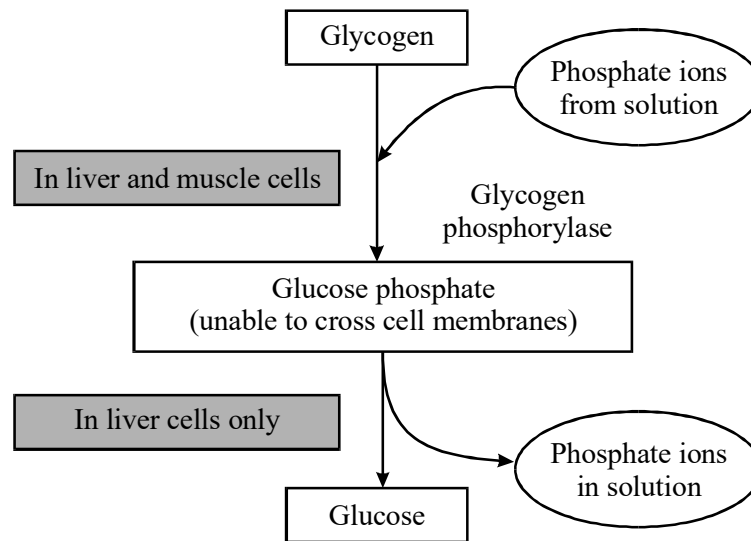 Glycogen
Phosphate ions
from solution
In liver and muscle cells
Glycogen
phosphorylase
Glucose phosphate
(unable to cross cell membranes)
In liver cells only
Phosphate ions
in solution
Glucose